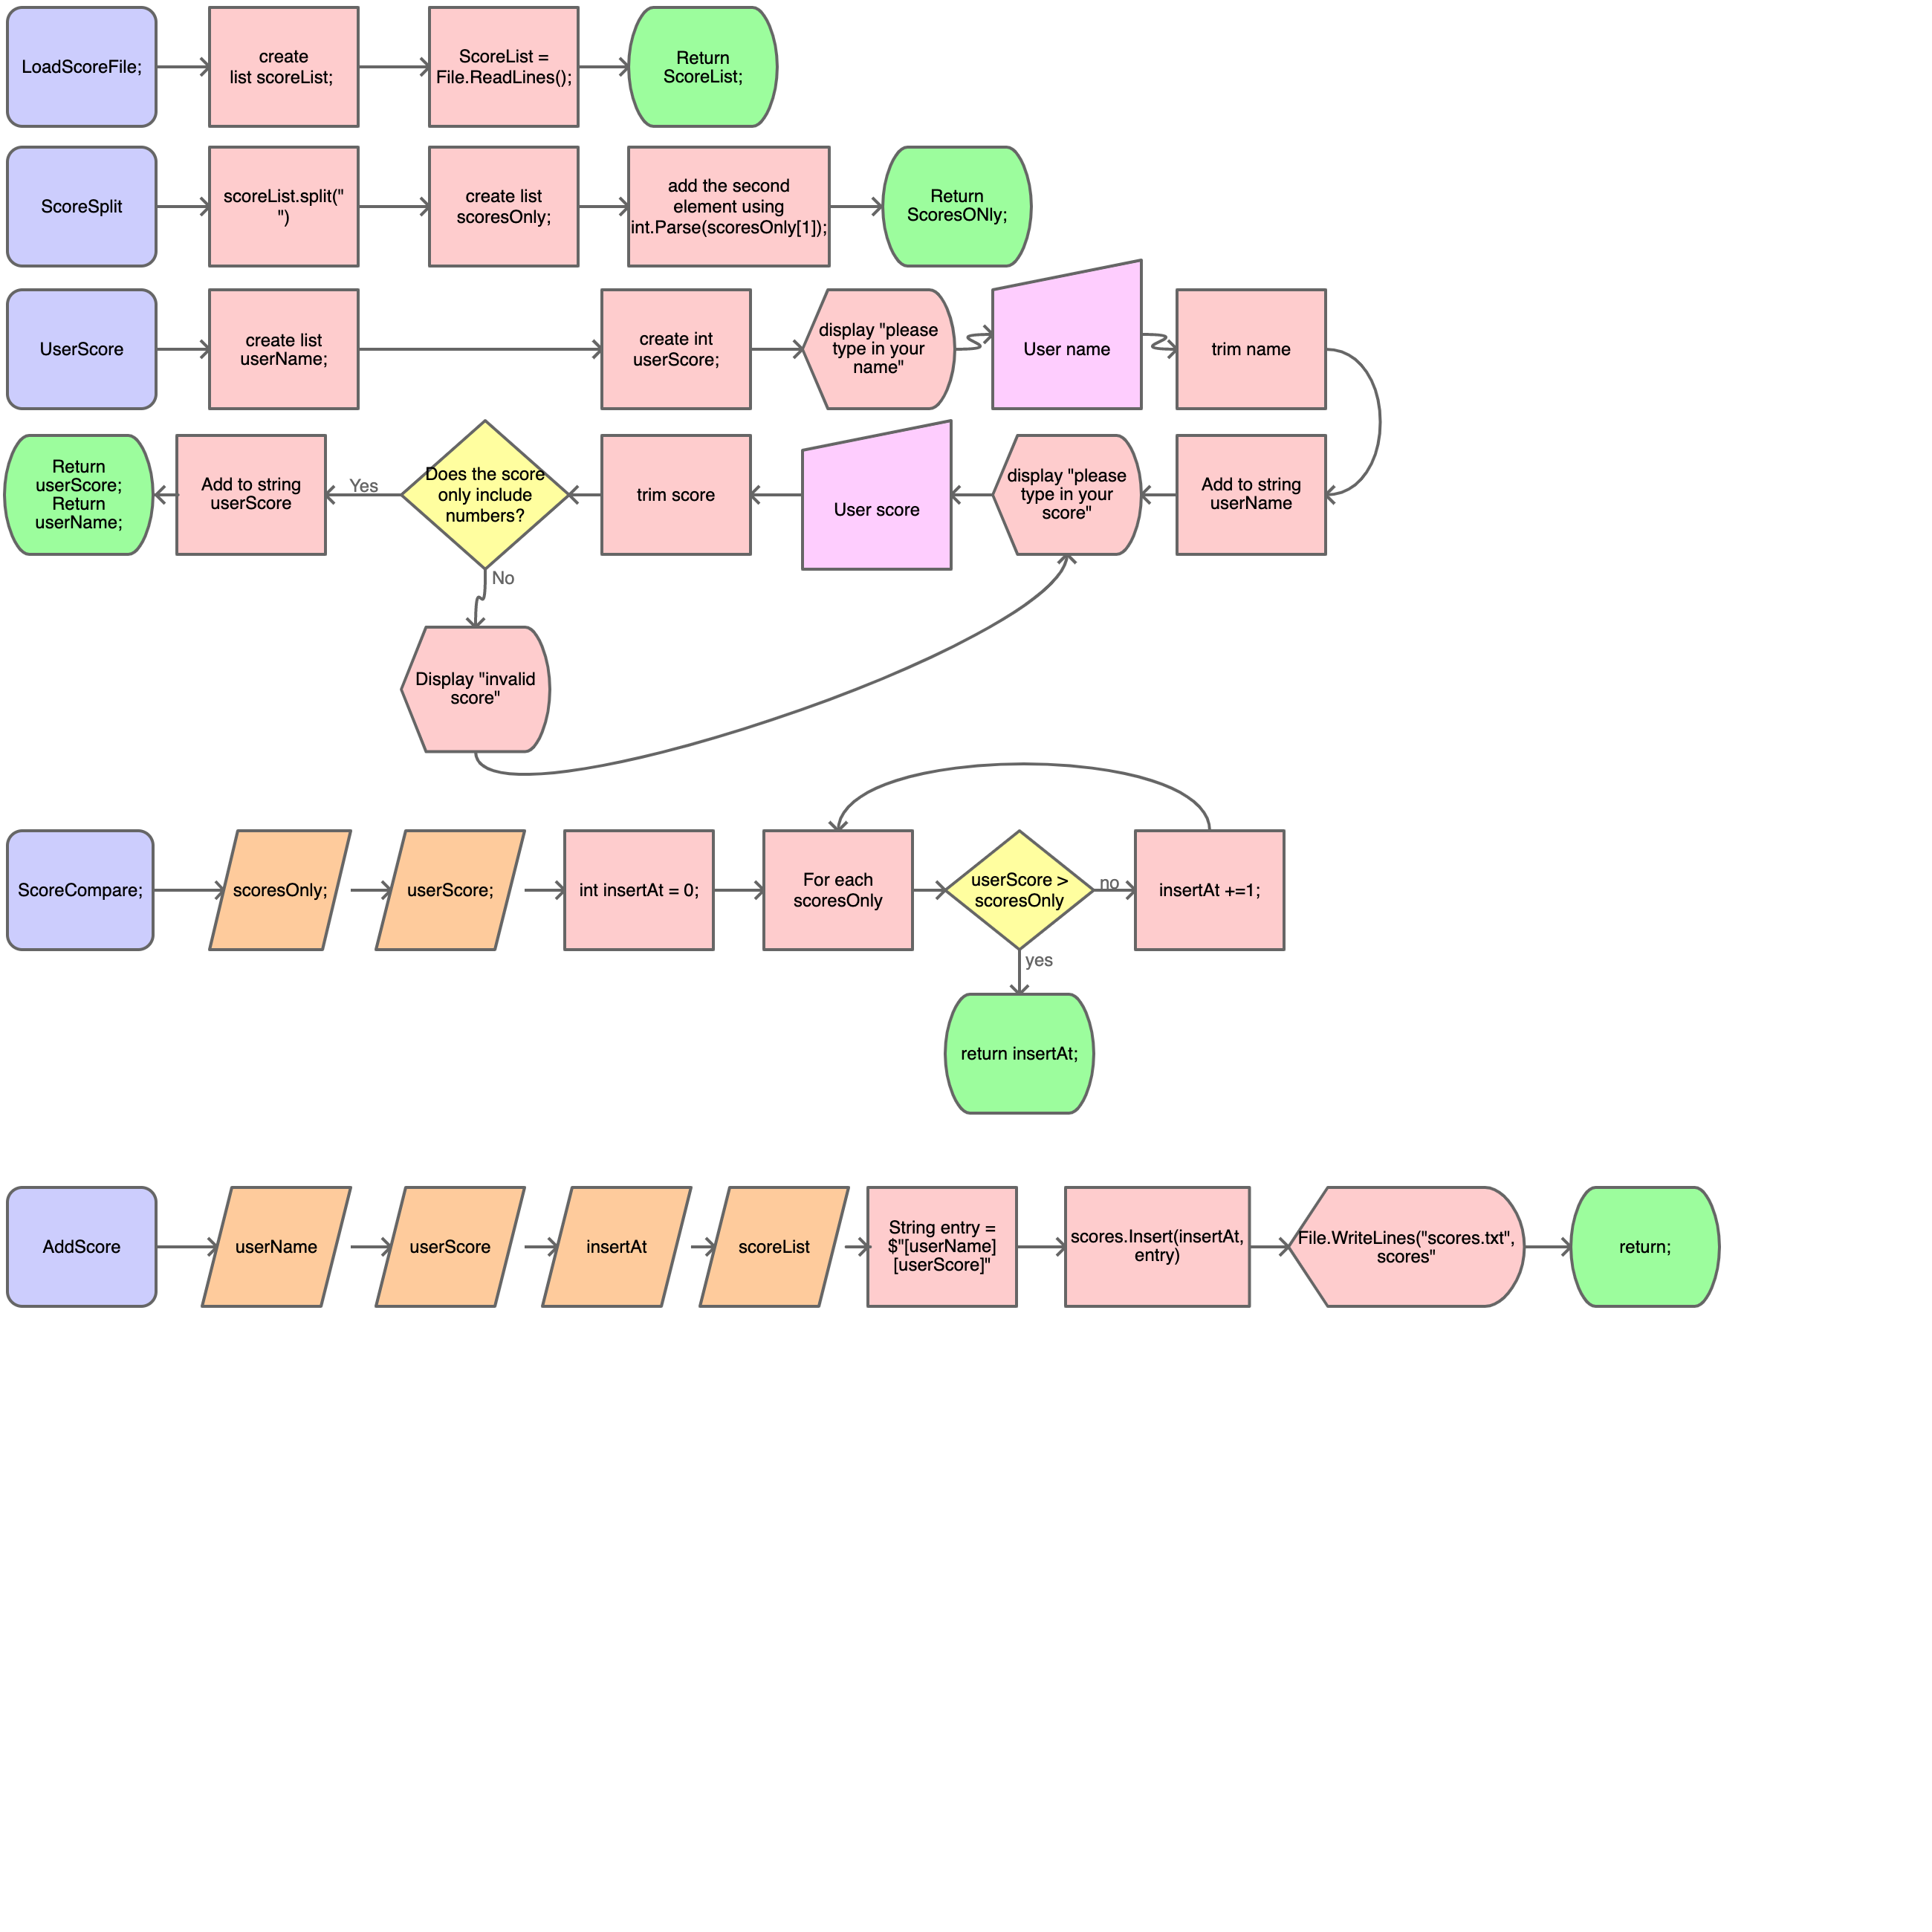 LoadScoreFile;
create
list scoreList;
ScoreList =
File.ReadLines();
Return
ScoreList;
ScoreSplit
scoreList.split("
")
create list
scoresOnly;
add the second
element using
int.Parse(scoresOnly[1]);
Return
ScoresONly;
UserScore
create list
userName;
create int
userScore;
display "please
type in your
name"
User name
trim name
Add to string
userName
display "please
type in your
score"
User score
trim score
Does the score
only include
numbers?
Yes
Add to string
userScore
Return
userScore;
Return
userName;
No
Display "invalid
score"
ScoreCompare;
scoresOnly;
userScore;
int insertAt = 0;
For each
scoresOnly
userScore >
scoresOnly
no
insertAt +=1;
yes
return insertAt;
AddScore
userName
userScore
insertAt
scoreList
String entry =
$"[userName]
[userScore]"
scores.Insert(insertAt,
entry)
File.WriteLines("scores.txt",
scores"
return;